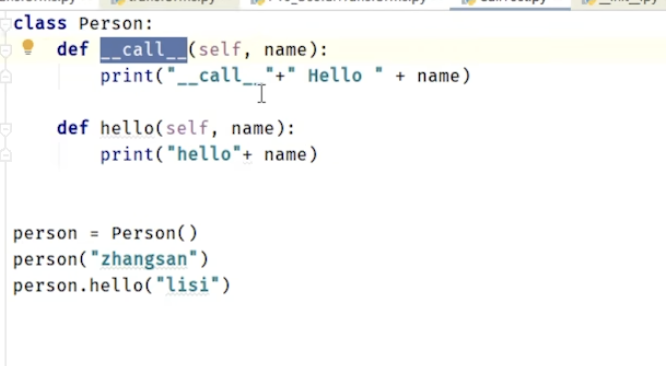 class Person:
    def __call__(self, name):
        print("__call__"+" Hello " + name)

    def hello(self, name):
        print("hello"+ name)


person = Person()
person("zhangsan")
person.hello("lisi")